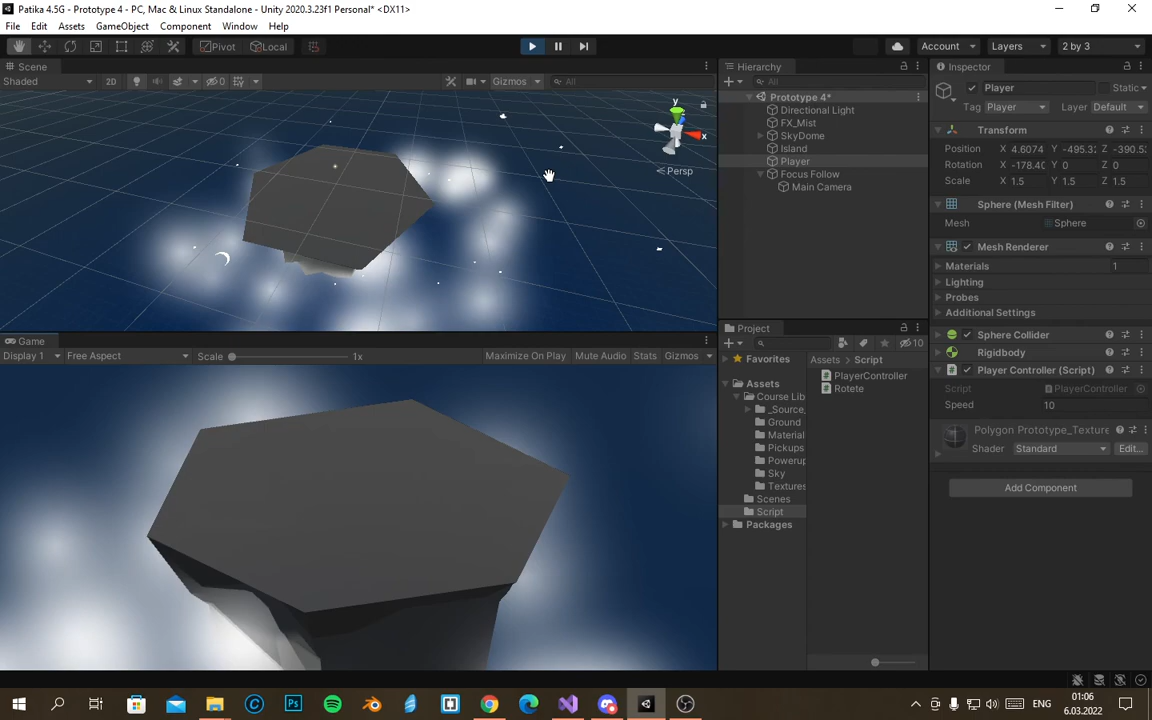 Patika 4.5G - Prototype 4 - PC, Mac & Linux Standalone - Unity 2020.3.23f1 Personal* <DX11>
File Edit Assets GameObject Component Window Help
Pivot Local Account Layers 2 by 3
Scene
Shaded 2D Gizmos All
y
x
Persp
Game
Display 1 Free Aspect Scale 1x Maximize On Play Mute Audio Stats Gizmos
Hierarchy
All
Prototype 4*
Directional Light
FX_Mist
SkyDome
Island
Player
Focus Follow
Main Camera
Project
10
Favorites
Assets
Course Lib
_Source_
Ground
Material
Pickups
Powerup
Sky
Textures
Scenes
Script
Packages
Assets > Script
PlayerController
Rotete
Inspector
Player Static
Tag Player Layer Default
Transform
Position X 4.6074 Y -495.3 Z -390.5
Rotation X -178.4 Y 0 Z 0
Scale X 1.5 Y 1.5 Z 1.5
Sphere (Mesh Filter)
Mesh Sphere
Mesh Renderer
Materials 1
Lighting
Probes
Additional Settings
Sphere Collider
Rigidbody
Player Controller (Script)
Script PlayerController
Speed 10
Polygon Prototype_Texture
Shader Standard Edit...
Add Component
ENG
01:06
6.03.2022